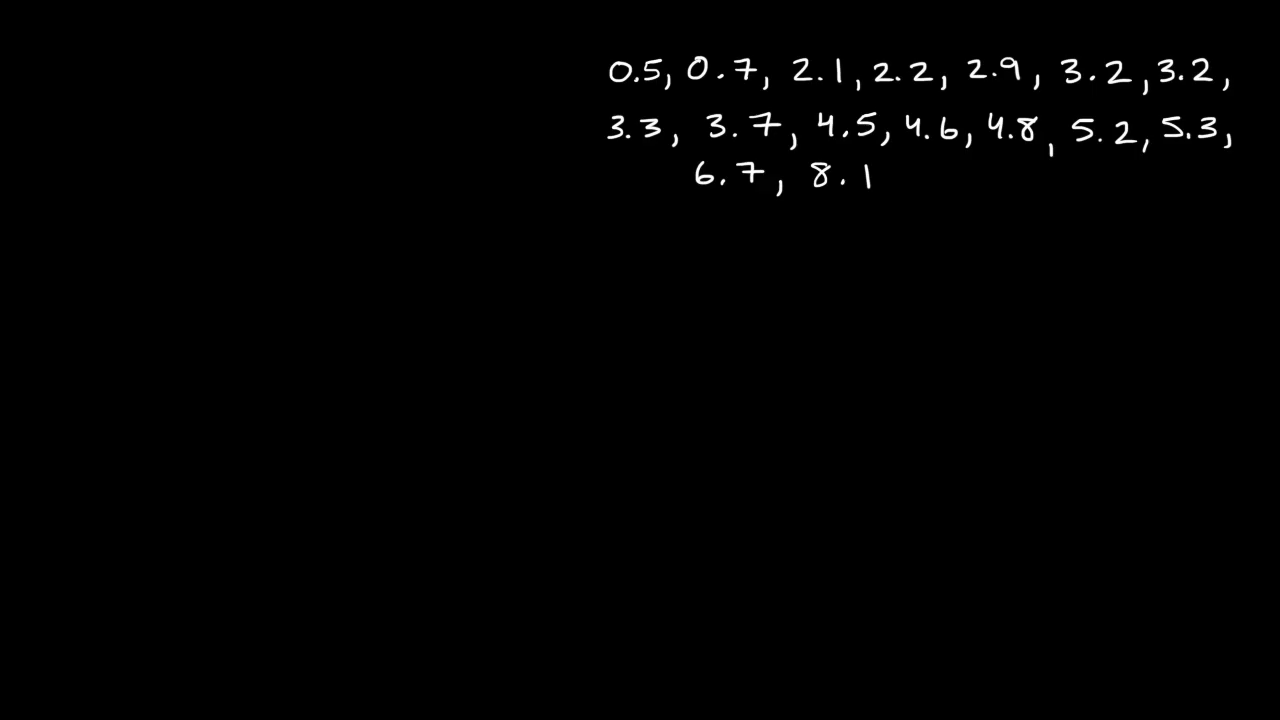 0.5, 0.7, 2.1, 2.2, 2.9, 3.2, 3.2,
3.3, 3.7, 4.5, 4.6, 4.8, 5.2, 5.3,
6.7, 8.1